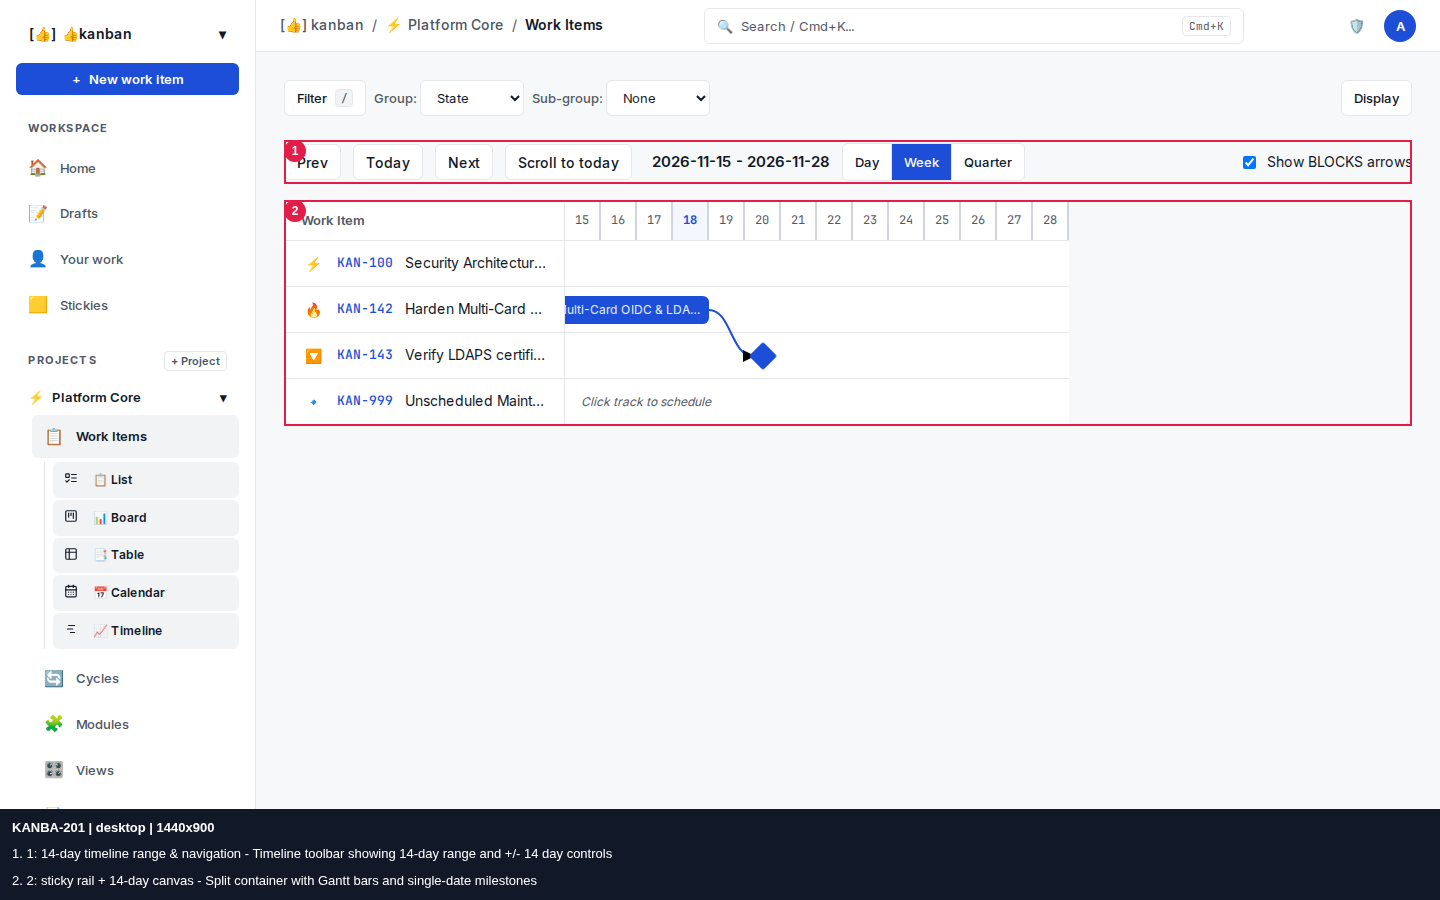 [👍] 👍kanban ▼
+ New work item
WORKSPACE
Home
Drafts
Your work
Stickies
PROJECTS + Project
⚡ Platform Core ▼
Work Items
List
Board
Table
Calendar
Timeline
Cycles
Modules
Views
[👍] kanban / ⚡ Platform Core / Work Items
Search / Cmd+K... Cmd+K
A
Filter / Group: State Sub-group: None Display
1
Prev Today Next Scroll to today 2026-11-15 - 2026-11-28 Day Week Quarter Show BLOCKS arrows
2
Work Item 15 16 17 18 19 20 21 22 23 24 25 26 27 28
KAN-100 Security Architectur...
KAN-142 Harden Multi-Card ... Multi-Card OIDC & LDA...
KAN-143 Verify LDAPS certifi...
KAN-999 Unscheduled Maint... Click track to schedule
KANBA-201 | desktop | 1440x900
1. 1: 14-day timeline range & navigation - Timeline toolbar showing 14-day range and +/- 14 day controls
2. 2: sticky rail + 14-day canvas - Split container with Gantt bars and single-date milestones